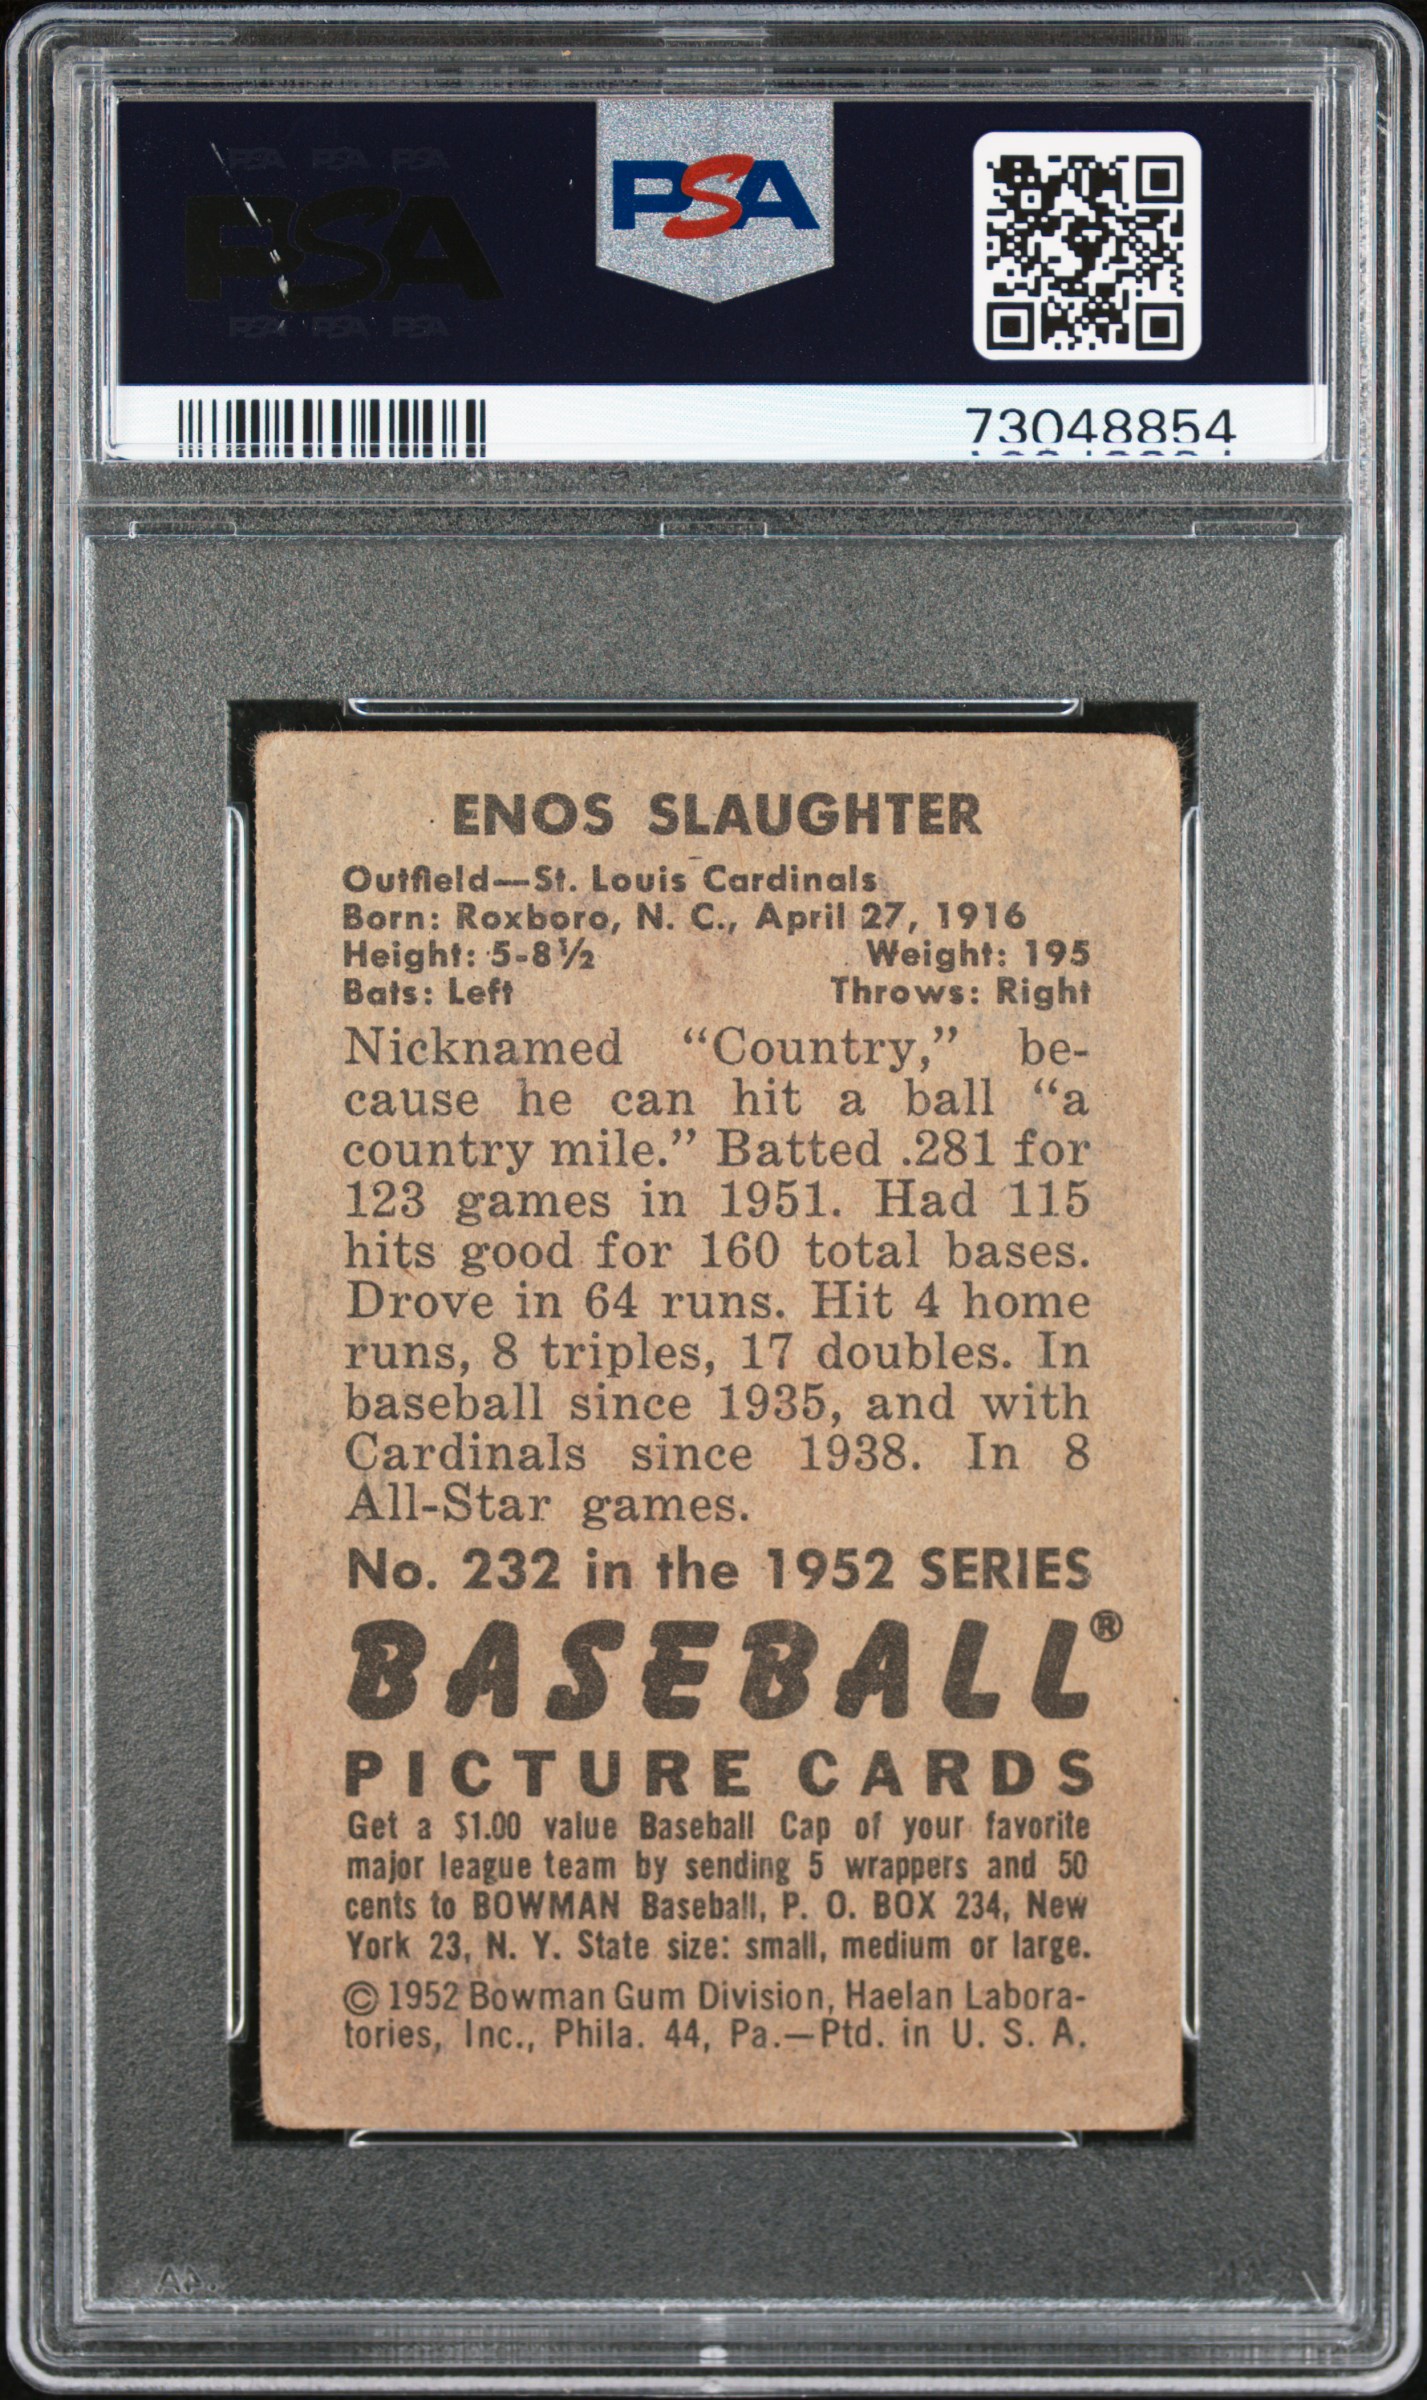 PSA PSA PSA
PSA
PSA PSA PSA
PSA
73048854
ENOS SLAUGHTER
Outfield—St. Louis Cardinals
Born: Roxboro, N. C., April 27, 1916
Height: 5-8½ Weight: 195
Bats: Left Throws: Right
Nicknamed “Country,” be-
cause he can hit a ball “a
country mile.” Batted .281 for
123 games in 1951. Had 115
hits good for 160 total bases.
Drove in 64 runs. Hit 4 home
runs, 8 triples, 17 doubles. In
baseball since 1935, and with
Cardinals since 1938. In 8
All-Star games.
No. 232 in the 1952 SERIES
BASEBALL®
PICTURE CARDS
Get a $1.00 value Baseball Cap of your favorite
major league team by sending 5 wrappers and 50
cents to BOWMAN Baseball, P. O. BOX 234, New
York 23, N. Y. State size: small, medium or large.
© 1952 Bowman Gum Division, Haelan Labora-
tories, Inc., Phila. 44, Pa.—Ptd. in U. S. A.